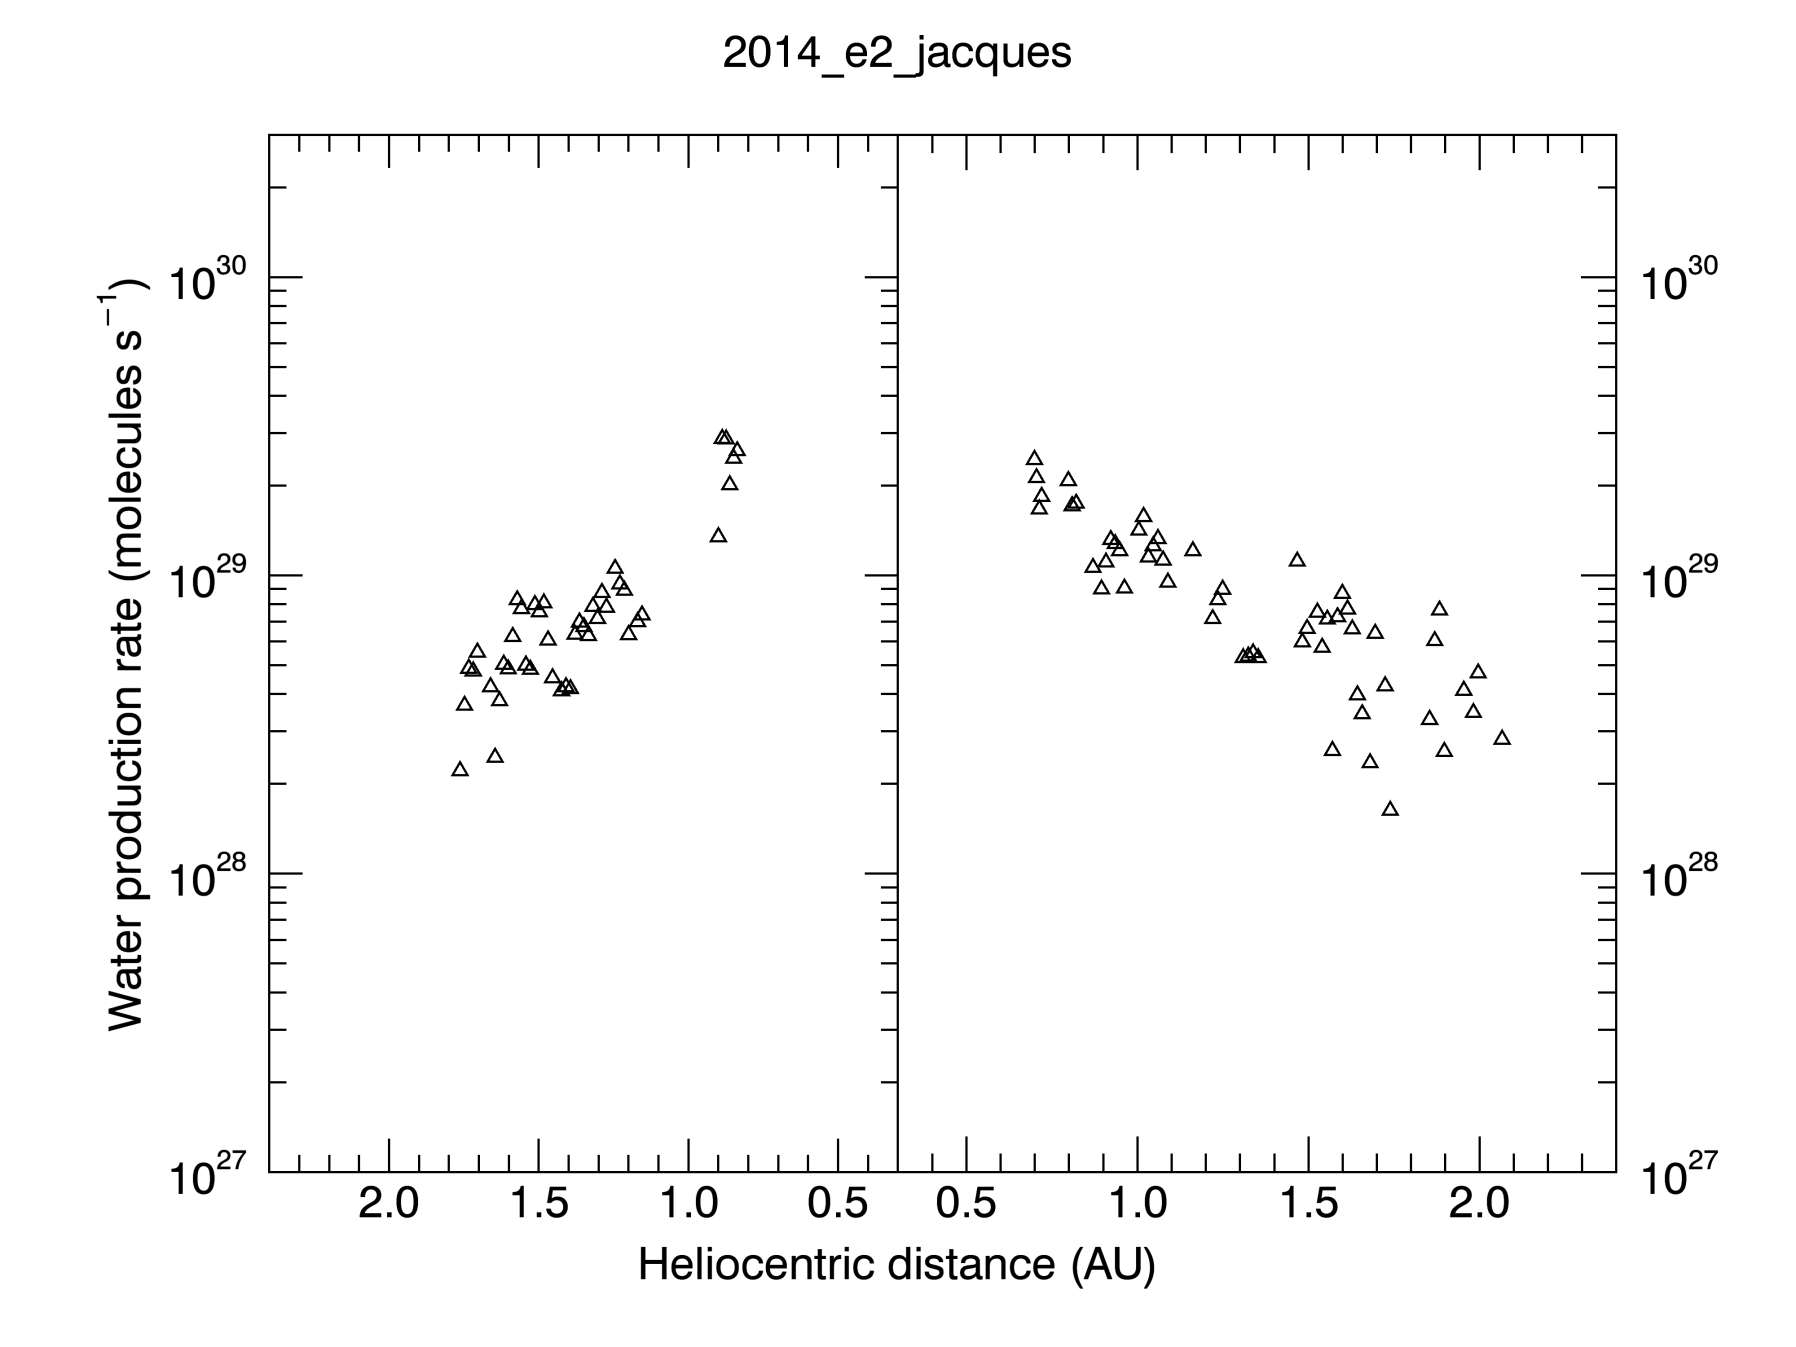 2014_e2_jacques
Water production rate (molecules s⁻¹)
10³⁰ 10³⁰
10²⁹ 10²⁹
10²⁸ 10²⁸
10²⁷ 10²⁷
2.0 1.5 1.0 0.5 0.5 1.0 1.5 2.0
Heliocentric distance (AU)